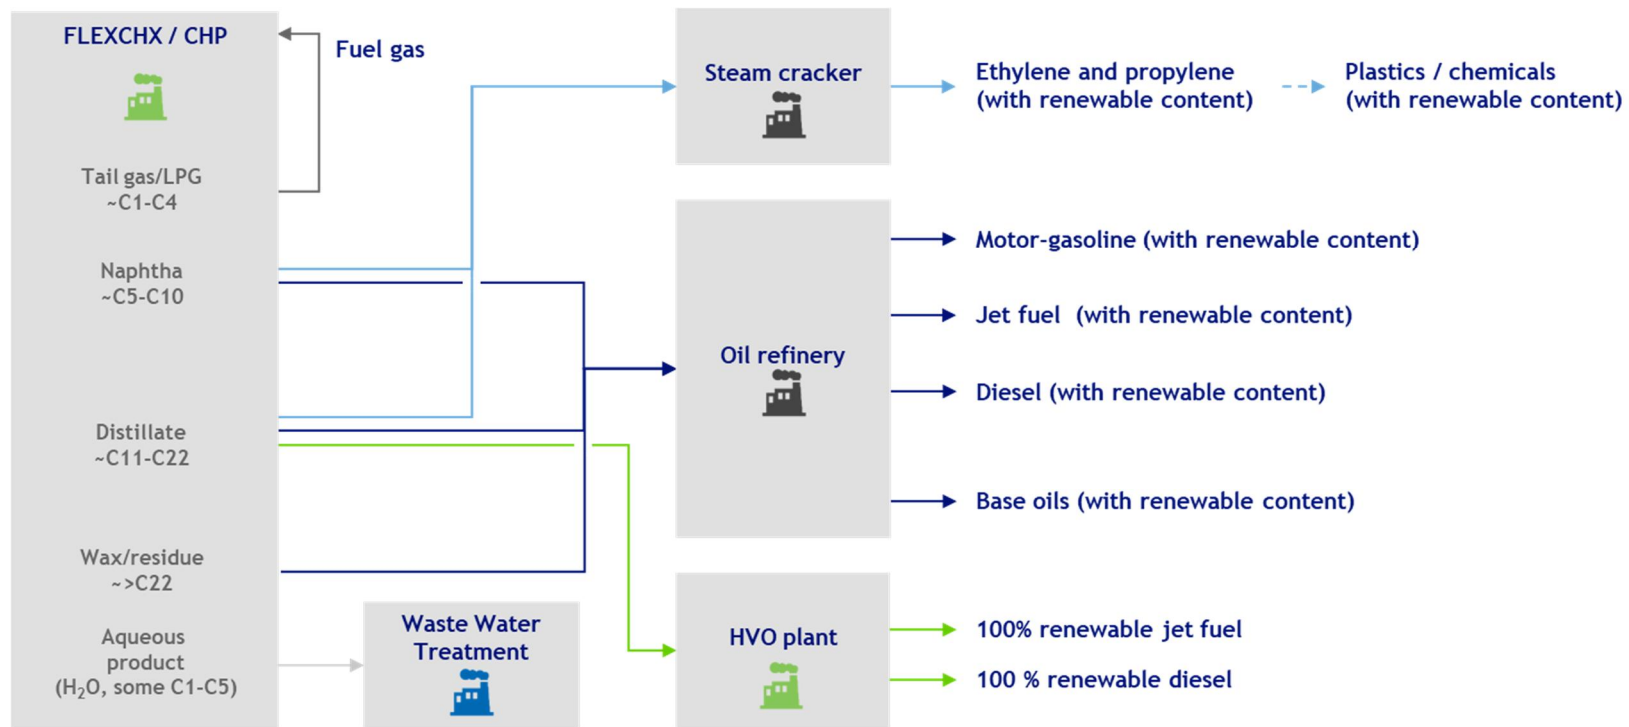 FLEXCHX / CHP
Fuel gas
Tail gas/LPG
~C1-C4
Naphtha
~C5-C10
Distillate
~C11-C22
Wax/residue
~>C22
Aqueous
product
(H₂O, some C1-C5)
Waste Water
Treatment
Steam cracker
Ethylene and propylene
(with renewable content)
Plastics / chemicals
(with renewable content)
Oil refinery
Motor-gasoline (with renewable content)
Jet fuel (with renewable content)
Diesel (with renewable content)
Base oils (with renewable content)
HVO plant
100% renewable jet fuel
100 % renewable diesel